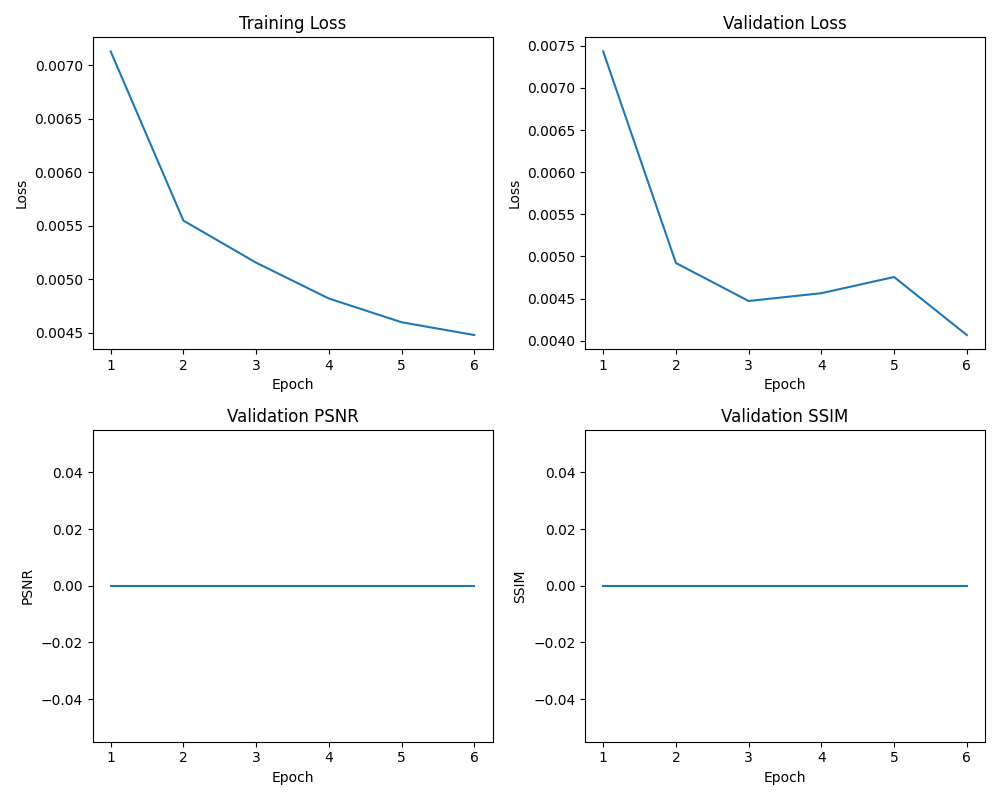 Training Loss
0.0070
0.0065
0.0060
0.0055
0.0050
0.0045
Loss
1 2 3 4 5 6
Epoch
Validation Loss
0.0075
0.0070
0.0065
0.0060
0.0055
0.0050
0.0045
0.0040
Loss
1 2 3 4 5 6
Epoch
Validation PSNR
0.04
0.02
0.00
−0.02
−0.04
PSNR
1 2 3 4 5 6
Epoch
Validation SSIM
0.04
0.02
0.00
−0.02
−0.04
SSIM
1 2 3 4 5 6
Epoch